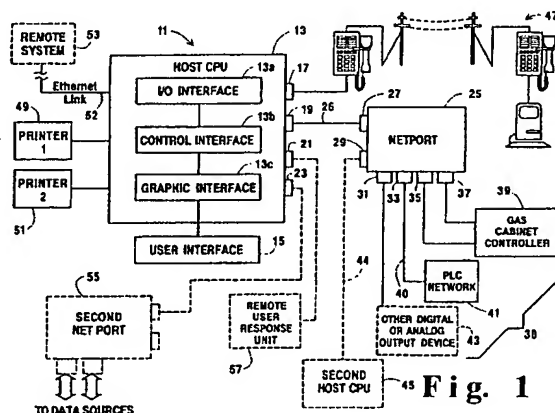 REMOTE SYSTEM
53
Ethernet Link
52
49
PRINTER 1
PRINTER 2
51
11
13
HOST CPU
13a
I/O INTERFACE
13b
CONTROL INTERFACE
13c
GRAPHIC INTERFACE
15
USER INTERFACE
17
19
21
23
26
27
29
25
NETPORT
31
33
35
37
47
39
GAS CABINET CONTROLLER
40
PLC NETWORK
41
44
OTHER DIGITAL OR ANALOG OUTPUT DEVICE
43
38
55
SECOND NET PORT
TO DATA SOURCES
REMOTE USER RESPONSE UNIT
57
SECOND HOST CPU
45
Fig. 1